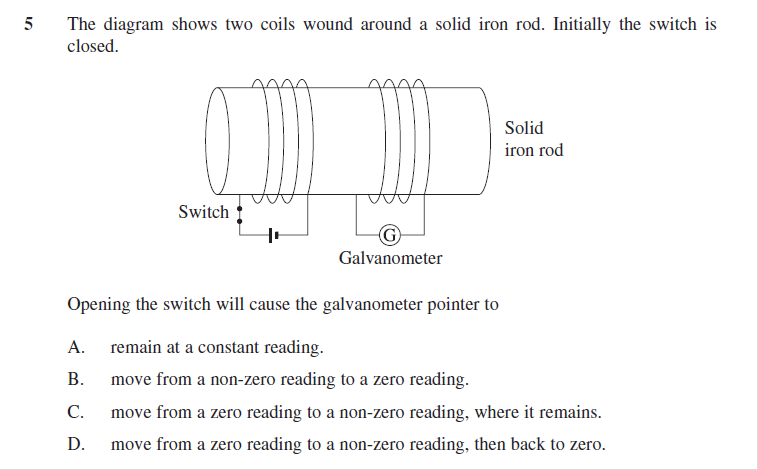 5 The diagram shows two coils wound around a solid iron rod. Initially the switch is
closed.
Solid
iron rod
Switch
G
Galvanometer
Opening the switch will cause the galvanometer pointer to
A. remain at a constant reading.
B. move from a non-zero reading to a zero reading.
C. move from a zero reading to a non-zero reading, where it remains.
D. move from a zero reading to a non-zero reading, then back to zero.